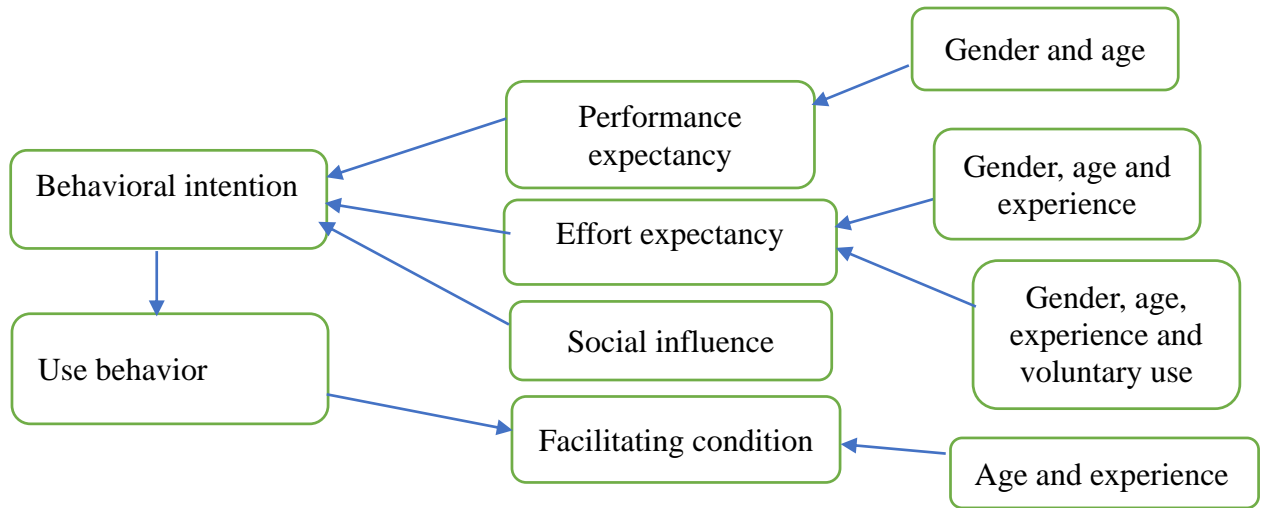 Gender and age
Performance
expectancy
Gender, age and
experience
Behavioral intention
Effort expectancy
Gender, age,
experience and
voluntary use
Social influence
Use behavior
Facilitating condition
Age and experience